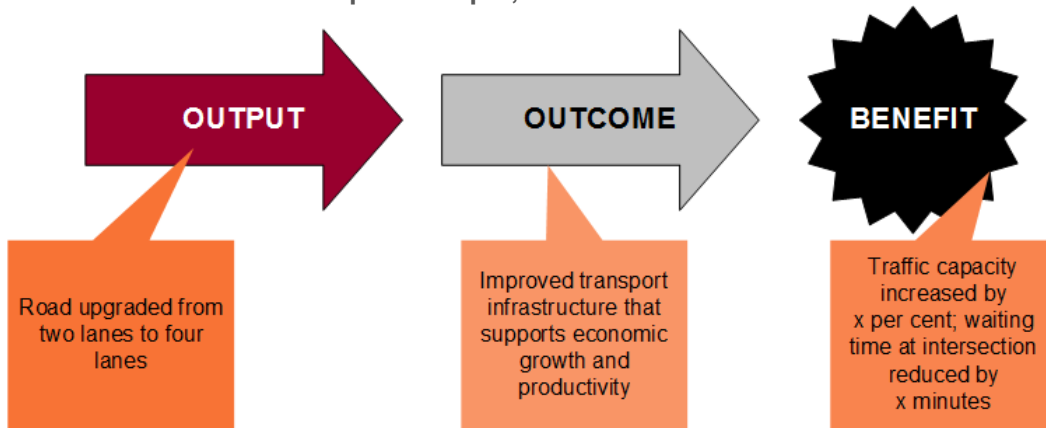 OUTPUT
OUTCOME
BENEFIT
Road upgraded from
two lanes to four
lanes
Improved transport
infrastructure that
supports economic
growth and
productivity
Traffic capacity
increased by
x per cent; waiting
time at intersection
reduced by
x minutes